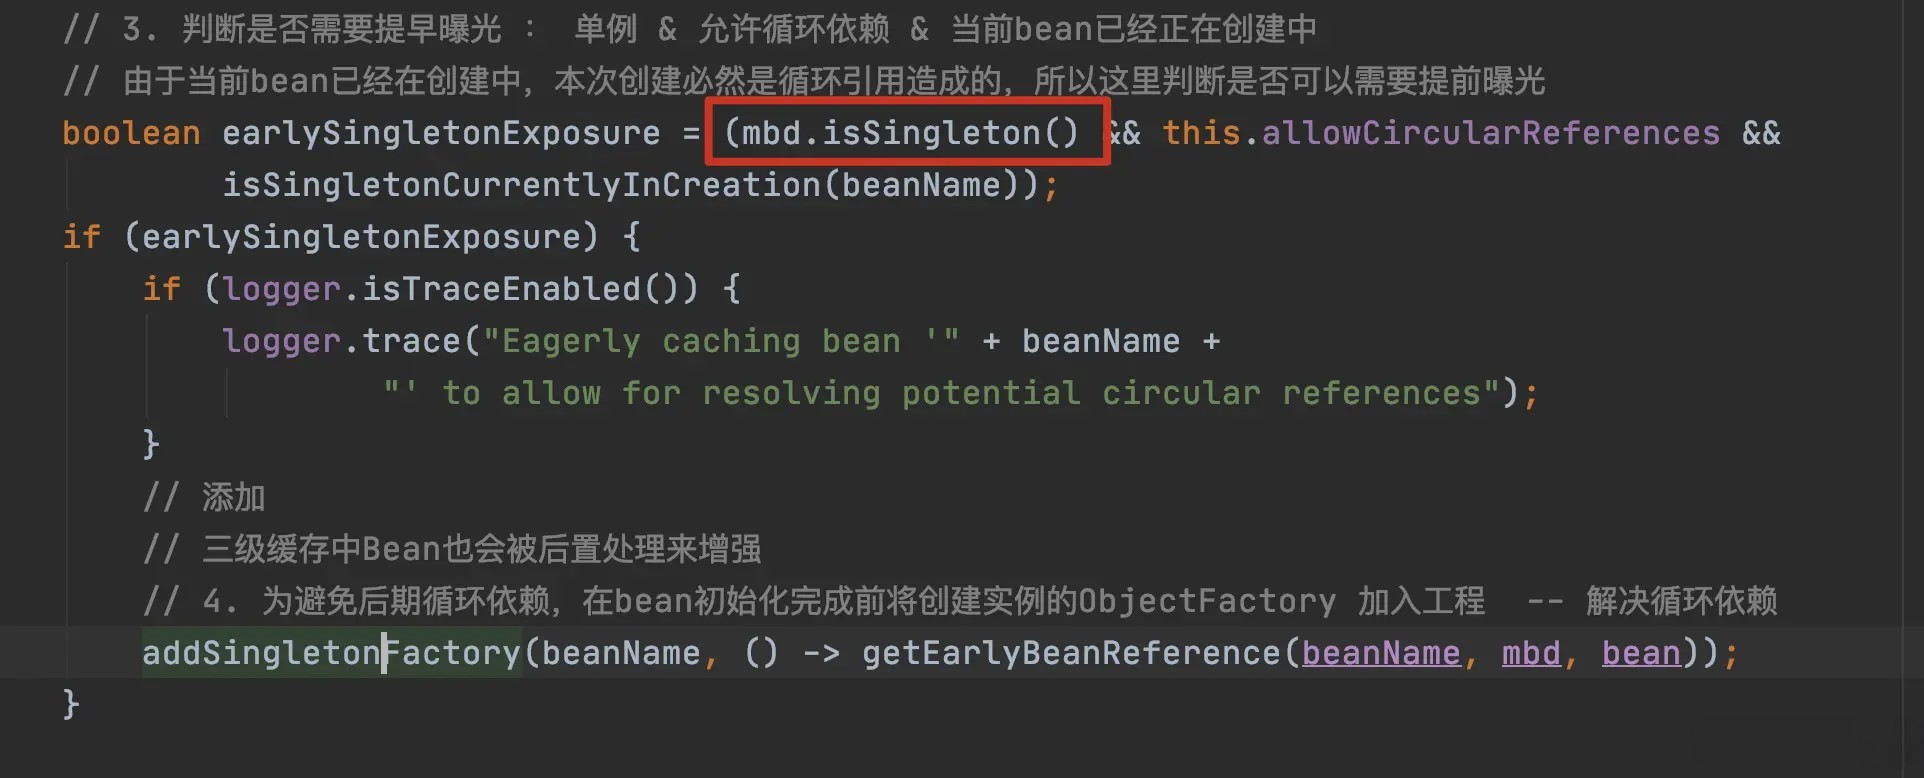 // 3. 判断是否需要提早曝光 : 单例 & 允许循环依赖 & 当前bean已经正在创建中
// 由于当前bean已经在创建中，本次创建必然是循环引用造成的，所以这里判断是否可以需要提前曝光
boolean earlySingletonExposure = (mbd.isSingleton() && this.allowCircularReferences &&
isSingletonCurrentlyInCreation(beanName));
if (earlySingletonExposure) {
if (logger.isTraceEnabled()) {
logger.trace("Eagerly caching bean '" + beanName +
"' to allow for resolving potential circular references");
}
// 添加
// 三级缓存中Bean也会被后置处理来增强
// 4. 为避免后期循环依赖，在bean初始化完成前将创建实例的ObjectFactory 加入工程 -- 解决循环依赖
addSingletonFactory(beanName, () -> getEarlyBeanReference(beanName, mbd, bean));
}